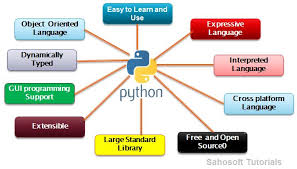 Easy to Learn and
Use
Object Oriented
Language
Expressive
Language
Dynamically
Typed
Interpreted
Language
GUI programming
Support
python
Cross platform
Language
Extensible
Large Standard
Library
Free and Open
Source0
Sahosoft Tutorials